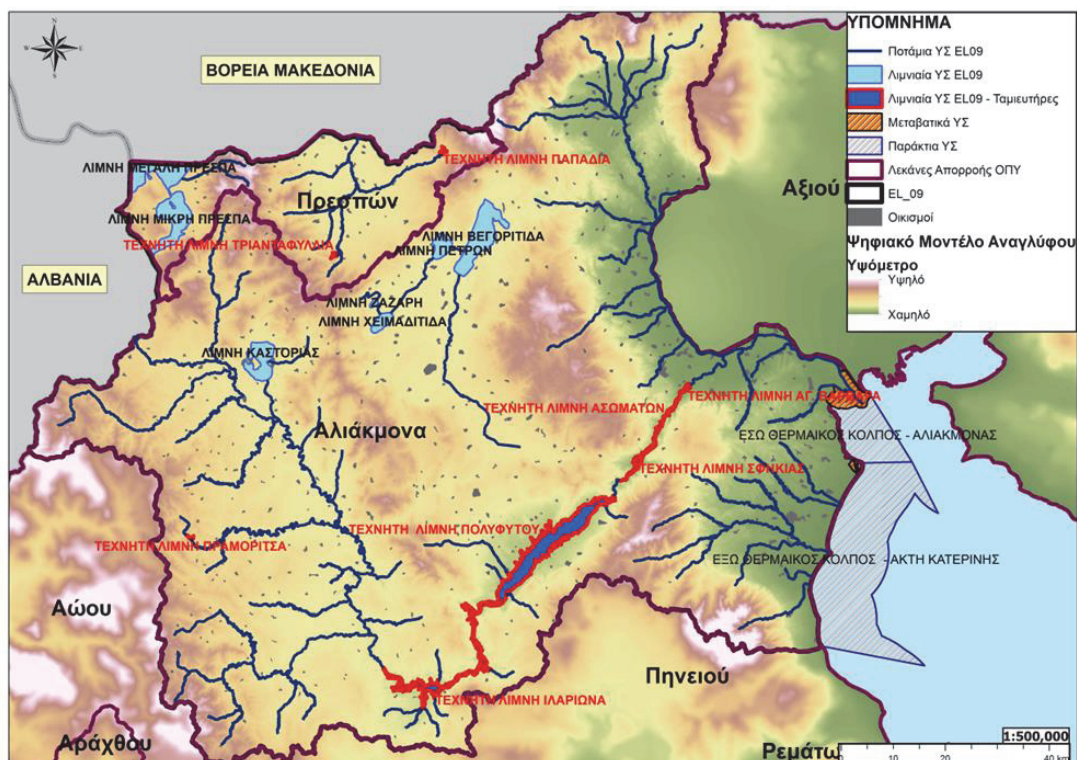 ΒΟΡΕΙΑ ΜΑΚΕΔΟΝΙΑ
ΑΛΒΑΝΙΑ
N
W
E
S
ΛΙΜΝΗ ΜΕΓΑΛΗ ΠΡΕΣΠΑ
ΤΕΧΝΗΤΗ ΛΙΜΝΗ ΠΑΠΑΔΙΑ
Πρεσπών
ΛΙΜΝΗ ΜΙΚΡΗ ΠΡΕΣΠΑ
ΤΕΧΝΗΤΗ ΛΙΜΝΗ ΤΡΙΑΝΤΑΦΥΛΛΙΑ
ΛΙΜΝΗ ΒΕΓΟΡΙΤΙΔΑ
ΛΙΜΝΗ ΠΕΤΡΩΝ
ΛΙΜΝΗ ΖΑΖΑΡΗ
ΛΙΜΝΗ ΧΕΙΜΑΔΙΤΙΔΑ
ΛΙΜΝΗ ΚΑΣΤΟΡΙΑΣ
Αξιού
ΤΕΧΝΗΤΗ ΛΙΜΝΗ ΑΓ. ΒΑΡΒΑΡΑ
ΤΕΧΝΗΤΗ ΛΙΜΝΗ ΑΣΩΜΑΤΩΝ
Αλιάκμονα
ΕΣΩ ΘΕΡΜΑΙΚΟΣ ΚΟΛΠΟΣ - ΑΛΙΑΚΜΟΝΑΣ
ΤΕΧΝΗΤΗ ΛΙΜΝΗ ΣΦΗΚΙΑΣ
ΤΕΧΝΗΤΗ ΛΙΜΝΗ ΠΟΛΥΦΥΤΟΥ
ΤΕΧΝΗΤΗ ΛΙΜΝΗ ΠΡΑΜΟΡΙΤΣΑ
ΕΞΩ ΘΕΡΜΑΙΚΟΣ ΚΟΛΠΟΣ - ΑΚΤΗ ΚΑΤΕΡΙΝΗΣ
Αώου
Πηνειού
ΤΕΧΝΗΤΗ ΛΙΜΝΗ ΙΛΑΡΙΩΝΑ
Αράχθου
Ρεμάτω
ΥΠΟΜΝΗΜΑ
Ποτάμια ΥΣ EL09
Λιμνιαία ΥΣ EL09
Λιμνιαία ΥΣ EL09 - Ταμιευτήρες
Μεταβατικά ΥΣ
Παράκτια ΥΣ
Λεκάνες Απορροής ΟΠΥ
EL_09
Οικισμοί
Ψηφιακό Μοντέλο Αναγλύφου
Υψόμετρο
Υψηλό
Χαμηλό
1:500,000
0 10 20 40 km